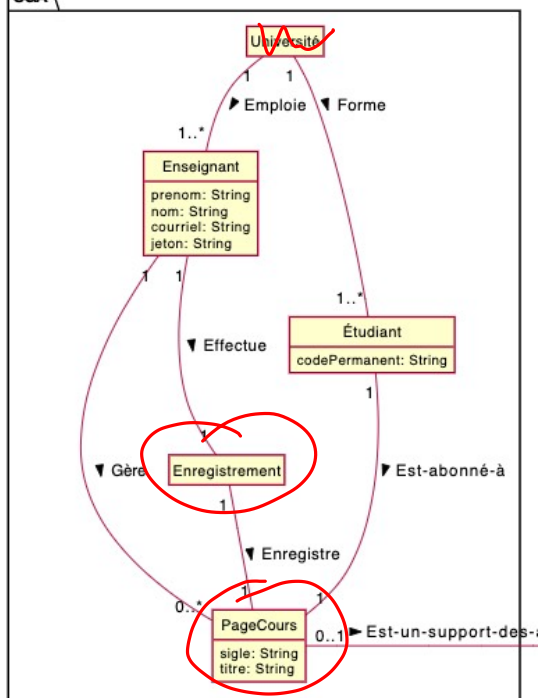 Université
1 1
Emploie Forme
1..*
Enseignant
prenom: String
nom: String
courriel: String
jeton: String
1 1
1..*
Étudiant
codePermanent: String
Effectue
1
1
Enregistrement
Gère
Est-abonné-à
1
Enregistre
1
1
0..*
PageCours
sigle: String
titre: String
0..1 Est-un-support-des-